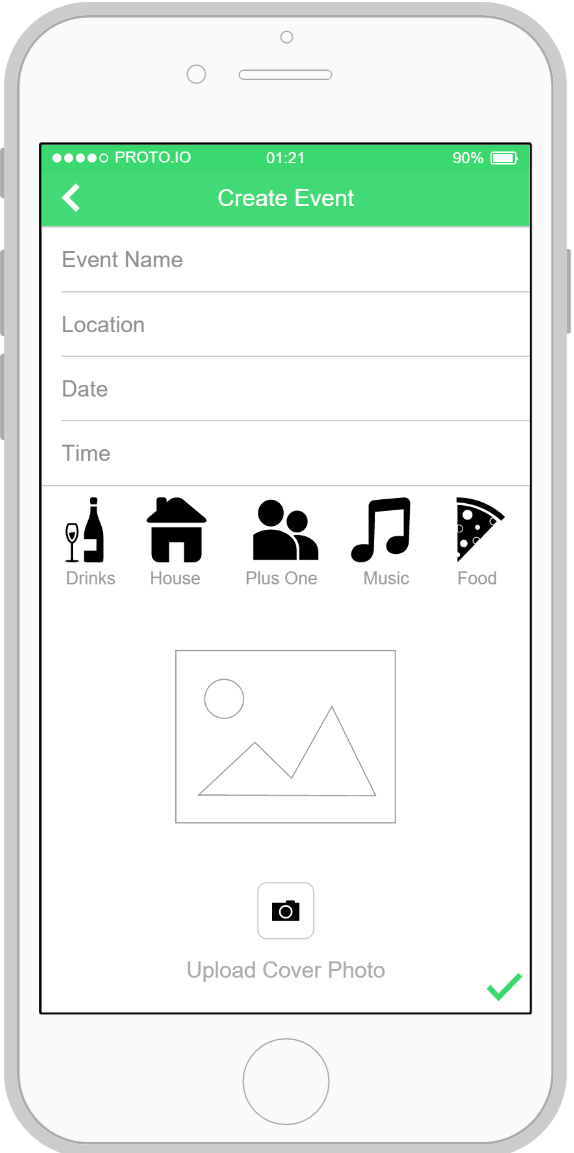 PROTO.IO 01:21 90%
Create Event
Event Name
Location
Date
Time
Drinks House Plus One Music Food
Upload Cover Photo